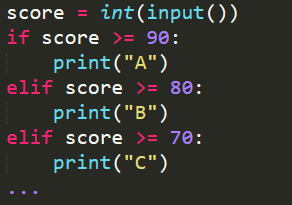 score = int(input())
if score >= 90:
    print("A")
elif score >= 80:
    print("B")
elif score >= 70:
    print("C")
...